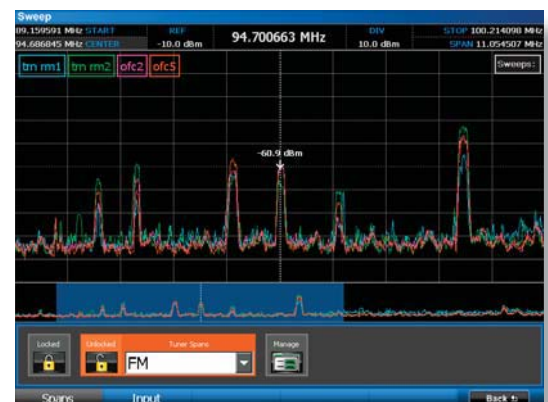 Sweep
09.159591 MHz START REF 94.700663 MHz DIV STOP 100.214098 MHz
94.686845 MHz CENTER -10.0 dBm 10.0 dBm SPAN 11.054507 MHz
trn rm1 trn rm2 ofc2 ofc5 Sweeps:
-60.9 dBm
Locked Unlocked Tuner Spans Manage
FM
Spans Input Back